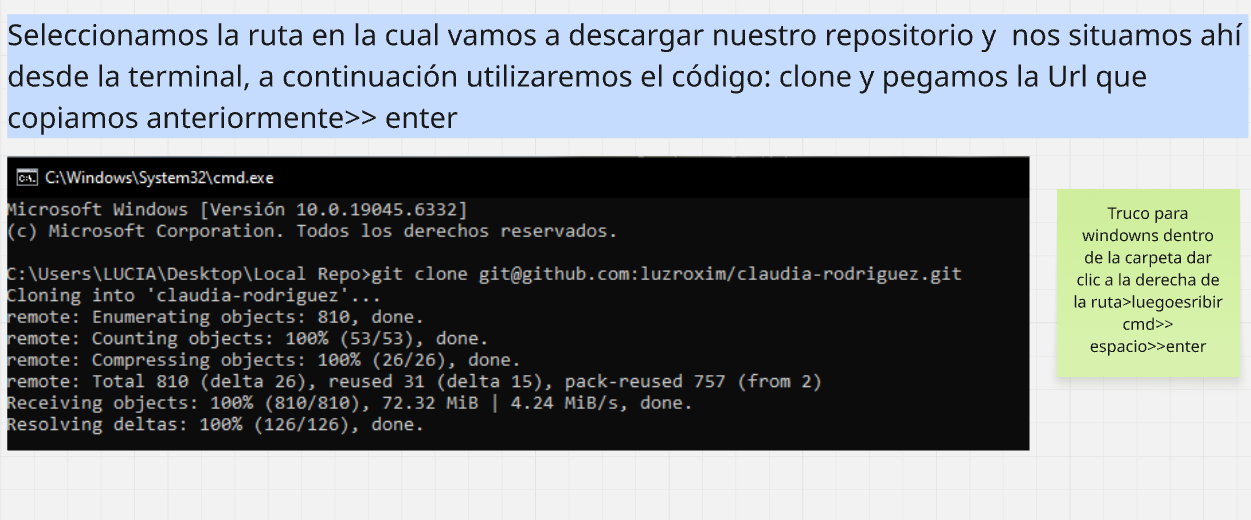 Seleccionamos la ruta en la cual vamos a descargar nuestro repositorio y  nos situamos ahí
desde la terminal, a continuación utilizaremos el código: clone y pegamos la Url que
copiamos anteriormente>> enter
C:\Windows\System32\cmd.exe
Microsoft Windows [Versión 10.0.19045.6332]
(c) Microsoft Corporation. Todos los derechos reservados.
C:\Users\LUCIA\Desktop\Local Repo>git clone git@github.com:luzroxim/claudia-rodriguez.git
Cloning into 'claudia-rodriguez'...
remote: Enumerating objects: 810, done.
remote: Counting objects: 100% (53/53), done.
remote: Compressing objects: 100% (26/26), done.
remote: Total 810 (delta 26), reused 31 (delta 15), pack-reused 757 (from 2)
Receiving objects: 100% (810/810), 72.32 MiB | 4.24 MiB/s, done.
Resolving deltas: 100% (126/126), done.
Truco para
windowns dentro
de la carpeta dar
clic a la derecha de
la ruta>luegoesribir
cmd>>
espacio>>enter